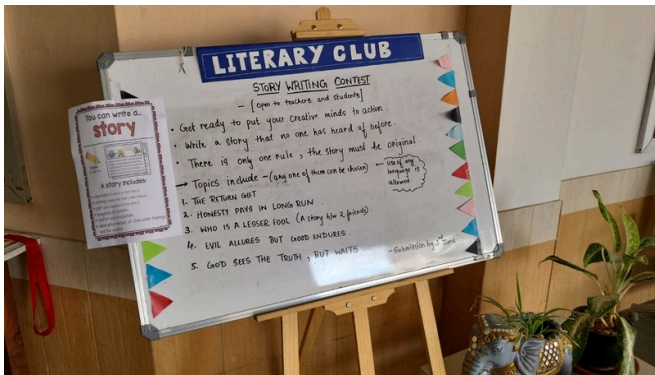 LITERARY CLUB
STORY WRITING CONTEST
- [open to teachers and students]
• Get ready to put your creative minds to action
• Write a story that no one has heard of before
• There is only one rule, the story must be original
→ Topics include - (any one of them can be chosen)
← Use of any
language is
allowed
1. THE RETURN GIFT
2. HONESTY PAYS IN LONG RUN
3. WHO IS A LESSER FOOL (A story b/w 2 friends)
4. EVIL ALLURES BUT GOOD ENDURES
5. GOD SEES THE TRUTH, BUT WAITS
- Submission by 3rd June
You can write a...
story
A story includes: